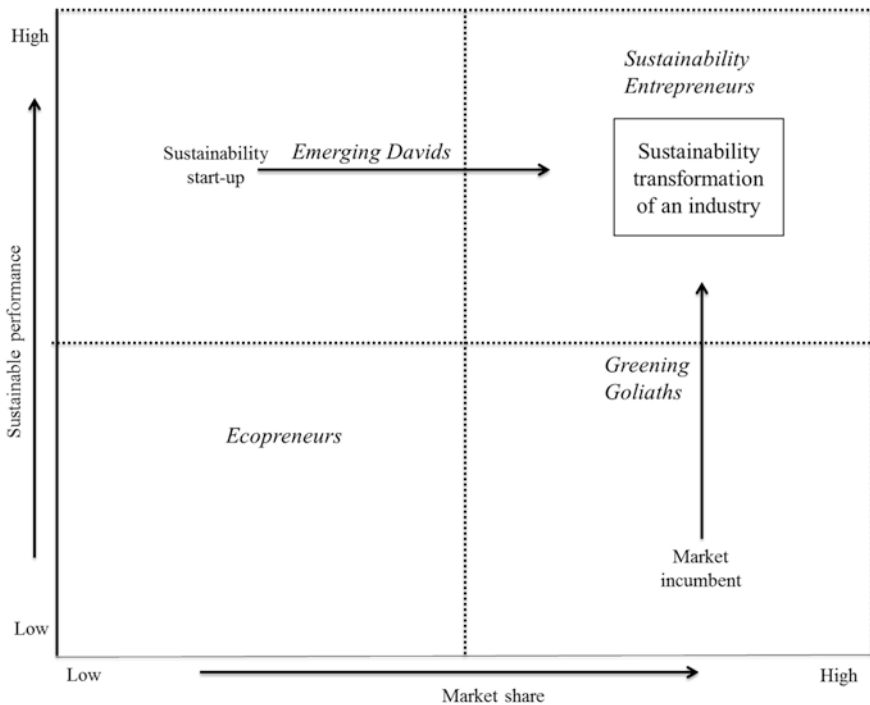 High
Sustainability
Entrepreneurs
Sustainability
start-up
Emerging Davids
Sustainability
transformation
of an industry
Sustainable performance
Greening
Goliaths
Ecopreneurs
Market
incumbent
Low
Low
High
Market share